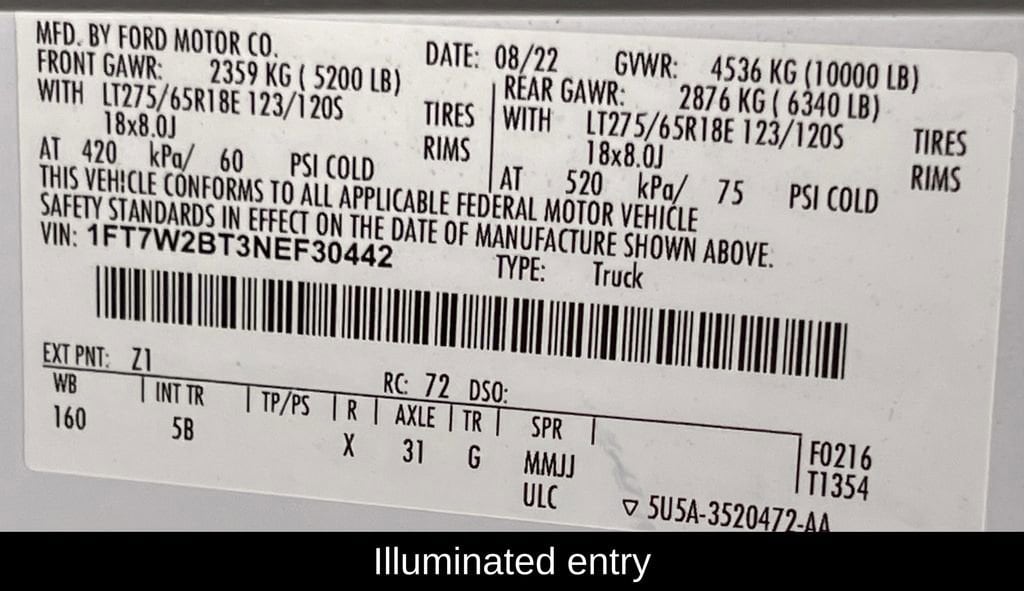 MFD. BY FORD MOTOR CO. DATE: 08/22 GVWR: 4536 KG (10000 LB)
FRONT GAWR: 2359 KG ( 5200 LB) REAR GAWR: 2876 KG ( 6340 LB)
WITH LT275/65R18E 123/120S TIRES WITH LT275/65R18E 123/120S TIRES
18x8.0J RIMS 18x8.0J RIMS
AT 420 kPa/ 60 PSI COLD AT 520 kPa/ 75 PSI COLD
THIS VEHICLE CONFORMS TO ALL APPLICABLE FEDERAL MOTOR VEHICLE
SAFETY STANDARDS IN EFFECT ON THE DATE OF MANUFACTURE SHOWN ABOVE.
VIN: 1FT7W2BT3NEF30442 TYPE: Truck
EXT PNT: Z1 RC: 72 DSO:
WB INT TR TP/PS R AXLE TR SPR F0216
160 5B X 31 G MMJJ T1354
ULC ▽ 5U5A-3520472-AA
Illuminated entry